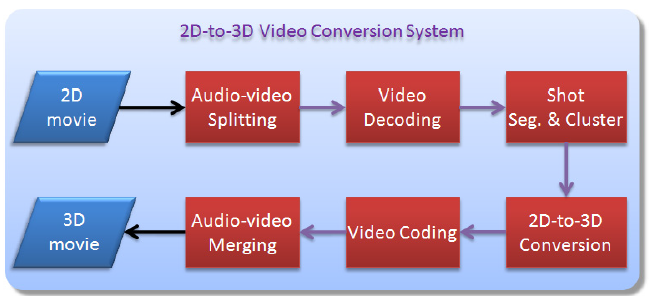 2D-to-3D Video Conversion System
2D
movie
Audio-video
Splitting
Video
Decoding
Shot
Seg. & Cluster
3D
movie
Audio-video
Merging
Video Coding
2D-to-3D
Conversion